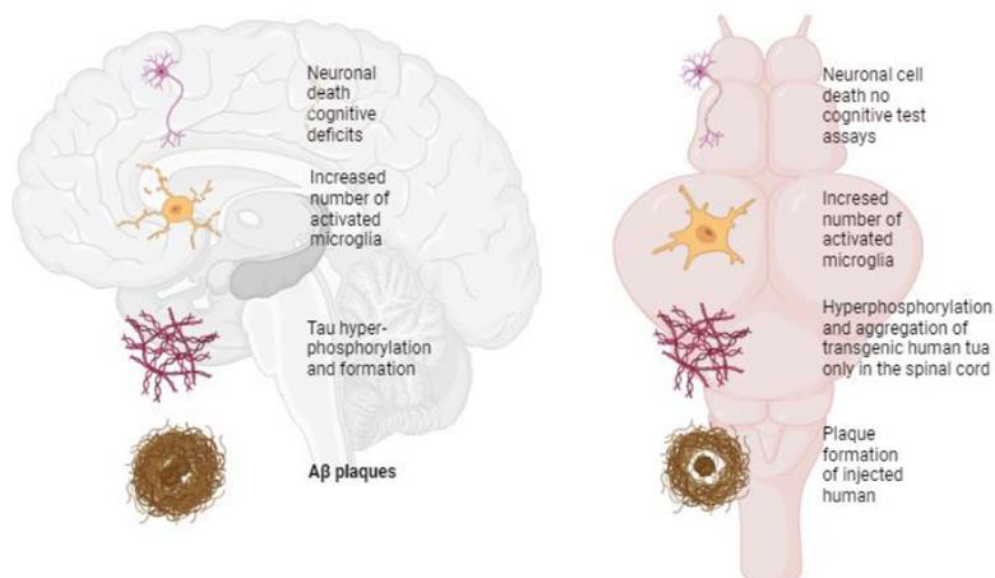 Neuronal
death
cognitive
deficits
Increased
number of
activated
microglia
Tau hyper-
phosphorylation
and formation
Aβ plaques
Neuronal cell
death no
cognitive test
assays
Incresed
number of
activated
microglia
Hyperphosphorylation
and aggregation of
transgenic human tua
only in the spinal cord
Plaque
formation
of injected
human